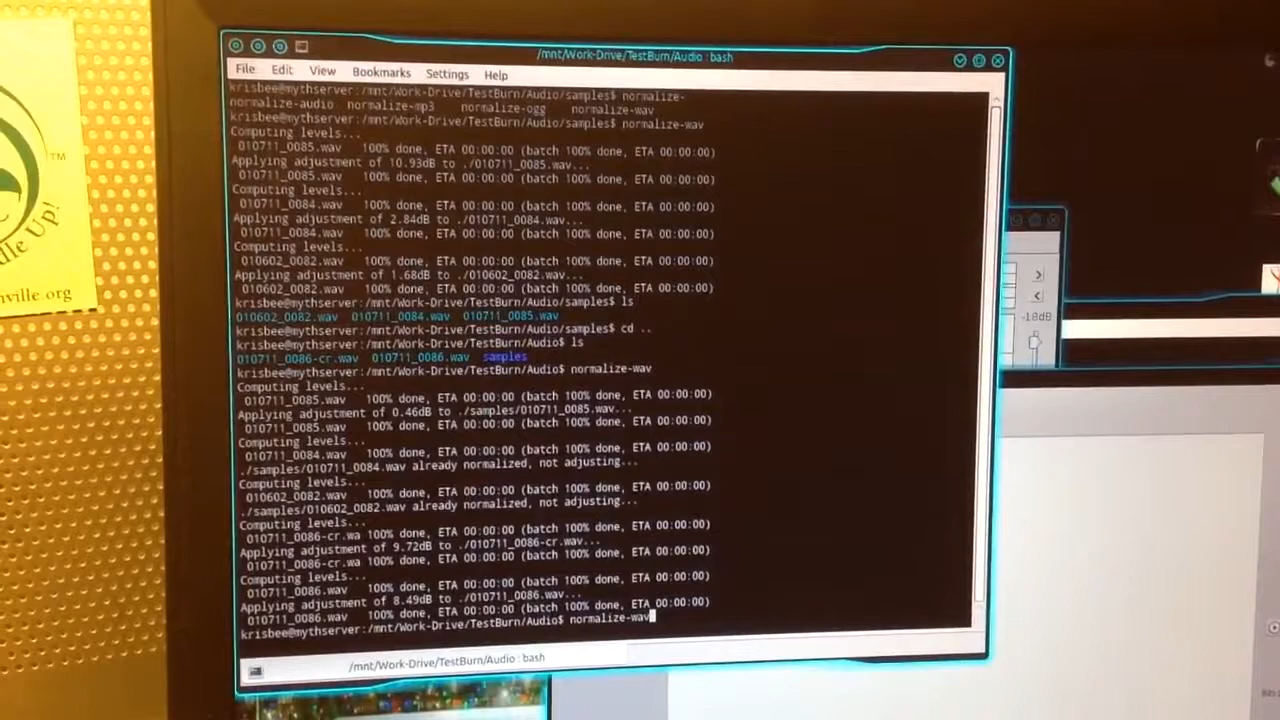 /mnt/Work-Drive/TestBurn/Audio : bash
File Edit View Bookmarks Settings Help
krisbee@mythserver:/mnt/Work-Drive/TestBurn/Audio/samples$ normalize-
normalize-audio normalize-mp3 normalize-ogg normalize-wav
krisbee@mythserver:/mnt/Work-Drive/TestBurn/Audio/samples$ normalize-wav
Computing levels...
010711_0085.wav 100% done, ETA 00:00:00 (batch 100% done, ETA 00:00:00)
Applying adjustment of 10.93dB to ./010711_0085.wav...
010711_0085.wav 100% done, ETA 00:00:00 (batch 100% done, ETA 00:00:00)
Computing levels...
010711_0084.wav 100% done, ETA 00:00:00 (batch 100% done, ETA 00:00:00)
Applying adjustment of 2.84dB to ./010711_0084.wav...
010711_0084.wav 100% done, ETA 00:00:00 (batch 100% done, ETA 00:00:00)
Computing levels...
010602_0082.wav 100% done, ETA 00:00:00 (batch 100% done, ETA 00:00:00)
Applying adjustment of 1.68dB to ./010602_0082.wav...
010602_0082.wav 100% done, ETA 00:00:00 (batch 100% done, ETA 00:00:00)
krisbee@mythserver:/mnt/Work-Drive/TestBurn/Audio/samples$ ls
010602_0082.wav 010711_0084.wav 010711_0085.wav
krisbee@mythserver:/mnt/Work-Drive/TestBurn/Audio/samples$ cd ..
krisbee@mythserver:/mnt/Work-Drive/TestBurn/Audio$ ls
010711_0086-cr.wav 010711_0086.wav samples
krisbee@mythserver:/mnt/Work-Drive/TestBurn/Audio$ normalize-wav
Computing levels...
010711_0085.wav 100% done, ETA 00:00:00 (batch 100% done, ETA 00:00:00)
Applying adjustment of 0.46dB to ./samples/010711_0085.wav...
010711_0085.wav 100% done, ETA 00:00:00 (batch 100% done, ETA 00:00:00)
Computing levels...
010711_0084.wav 100% done, ETA 00:00:00 (batch 100% done, ETA 00:00:00)
./samples/010711_0084.wav already normalized, not adjusting...
Computing levels...
010602_0082.wav 100% done, ETA 00:00:00 (batch 100% done, ETA 00:00:00)
./samples/010602_0082.wav already normalized, not adjusting...
Computing levels...
010711_0086-cr.wa 100% done, ETA 00:00:00 (batch 100% done, ETA 00:00:00)
Applying adjustment of 9.72dB to ./010711_0086-cr.wav...
010711_0086-cr.wa 100% done, ETA 00:00:00 (batch 100% done, ETA 00:00:00)
Computing levels...
010711_0086.wav 100% done, ETA 00:00:00 (batch 100% done, ETA 00:00:00)
Applying adjustment of 8.49dB to ./010711_0086.wav...
010711_0086.wav 100% done, ETA 00:00:00 (batch 100% done, ETA 00:00:00)
krisbee@mythserver:/mnt/Work-Drive/TestBurn/Audio$ normalize-wav
/mnt/Work-Drive/TestBurn/Audio : bash
-18dB
TM
Up!
ville.org